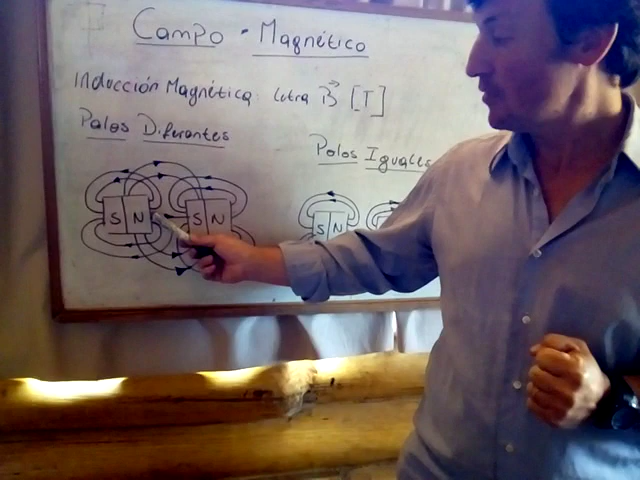 Campo - Magnético
Inducción Magnética letra B⃗ [T]
Polos Diferentes
Polos Iguales
S N S N
S N